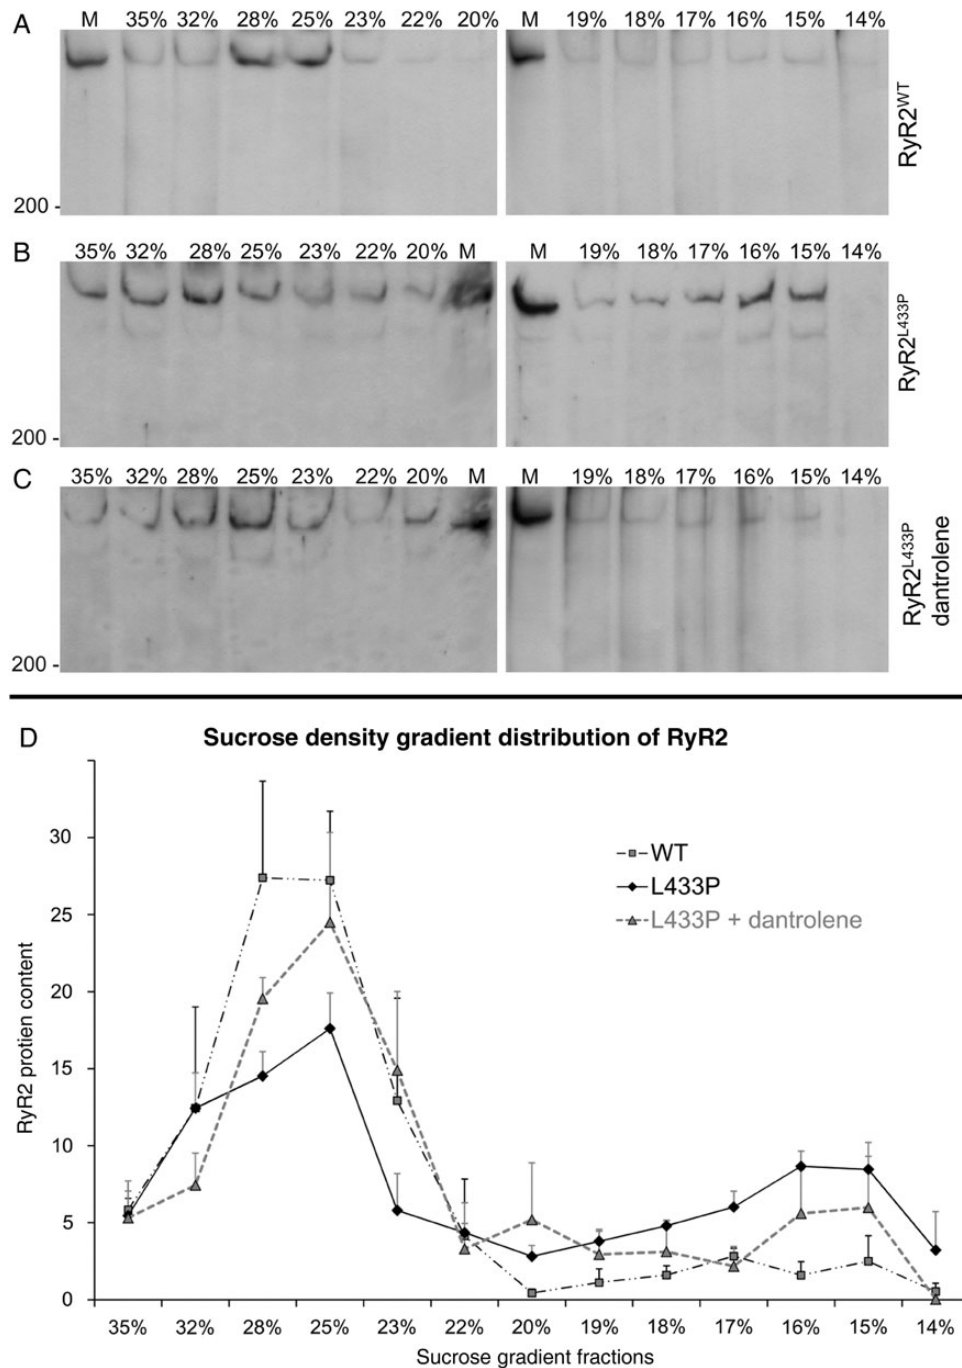 A
M 35% 32% 28% 25% 23% 22% 20% M 19% 18% 17% 16% 15% 14%
200 -
RyR2WT
B
35% 32% 28% 25% 23% 22% 20% M M 19% 18% 17% 16% 15% 14%
200 -
RyR2L433P
C
35% 32% 28% 25% 23% 22% 20% M M 19% 18% 17% 16% 15% 14%
200 -
RyR2L433P
dantrolene
D
Sucrose density gradient distribution of RyR2
WT
L433P
L433P + dantrolene
RyR2 protien content
30
25
20
15
10
5
0
35% 32% 28% 25% 23% 22% 20% 19% 18% 17% 16% 15% 14%
Sucrose gradient fractions